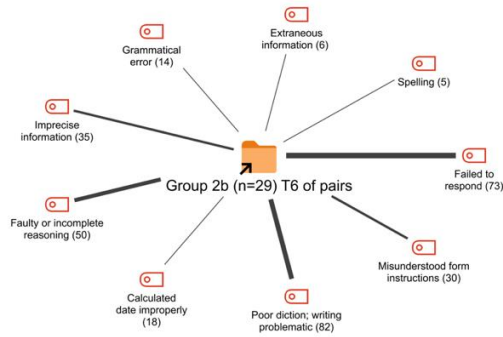 Extraneous
information (6)
Grammatical
error (14)
Spelling (5)
Imprecise
information (35)
Failed to
respond (73)
Group 2b (n=29) T6 of pairs
Faulty or incomplete
reasoning (50)
Misunderstood form
instructions (30)
Calculated
date improperly
(18)
Poor diction; writing
problematic (82)